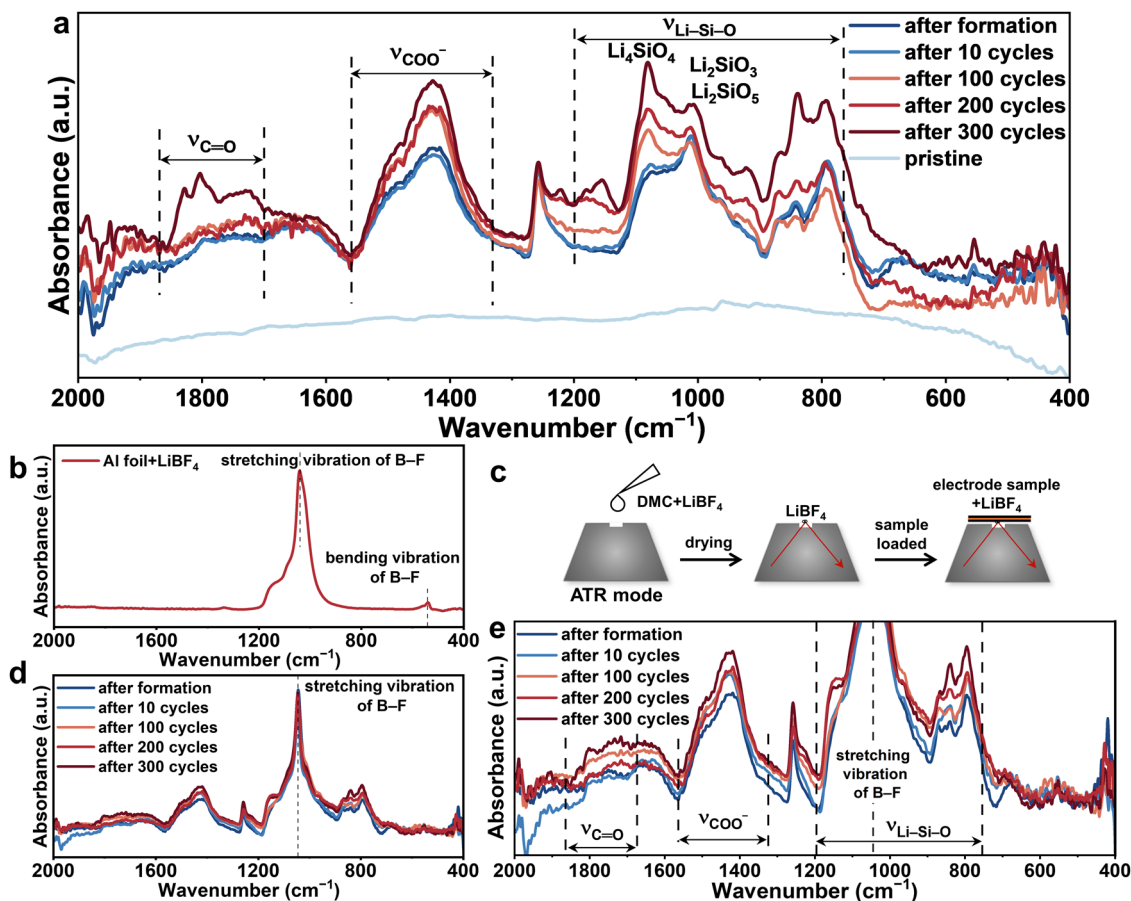 a
ν_C=O
ν_COO⁻
ν_Li–Si–O
Li₄SiO₄
Li₂SiO₃
Li₂SiO₅
after formation
after 10 cycles
after 100 cycles
after 200 cycles
after 300 cycles
pristine
Absorbance (a.u.)
2000 1800 1600 1400 1200 1000 800 600 400
Wavenumber (cm⁻¹)
b
Al foil+LiBF₄
stretching vibration of B–F
bending vibration
of B–F
Absorbance (a.u.)
2000 1600 1200 800 400
Wavenumber (cm⁻¹)
c
DMC+LiBF₄
ATR mode
drying
LiBF₄
sample
loaded
electrode sample
+LiBF₄
d
after formation
after 10 cycles
after 100 cycles
after 200 cycles
after 300 cycles
stretching vibration
of B–F
Absorbance (a.u.)
2000 1600 1200 800 400
Wavenumber (cm⁻¹)
e
after formation
after 10 cycles
after 100 cycles
after 200 cycles
after 300 cycles
stretching
vibration
of B–F
ν_C=O
ν_COO⁻
ν_Li–Si–O
Absorbance (a.u.)
2000 1800 1600 1400 1200 1000 800 600 400
Wavenumber (cm⁻¹)